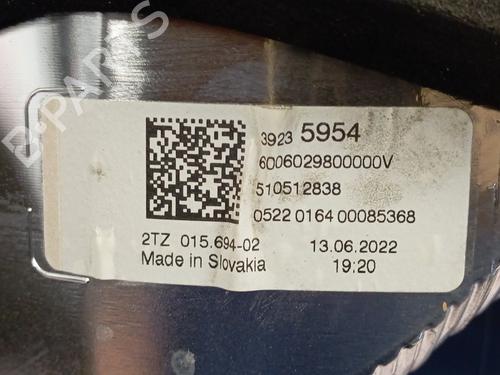 B-PARTS
3923 5954
6006029800000V
510512838
0522 0164 00085368
2TZ 015.694-02 13.06.2022
Made in Slovakia 19:20